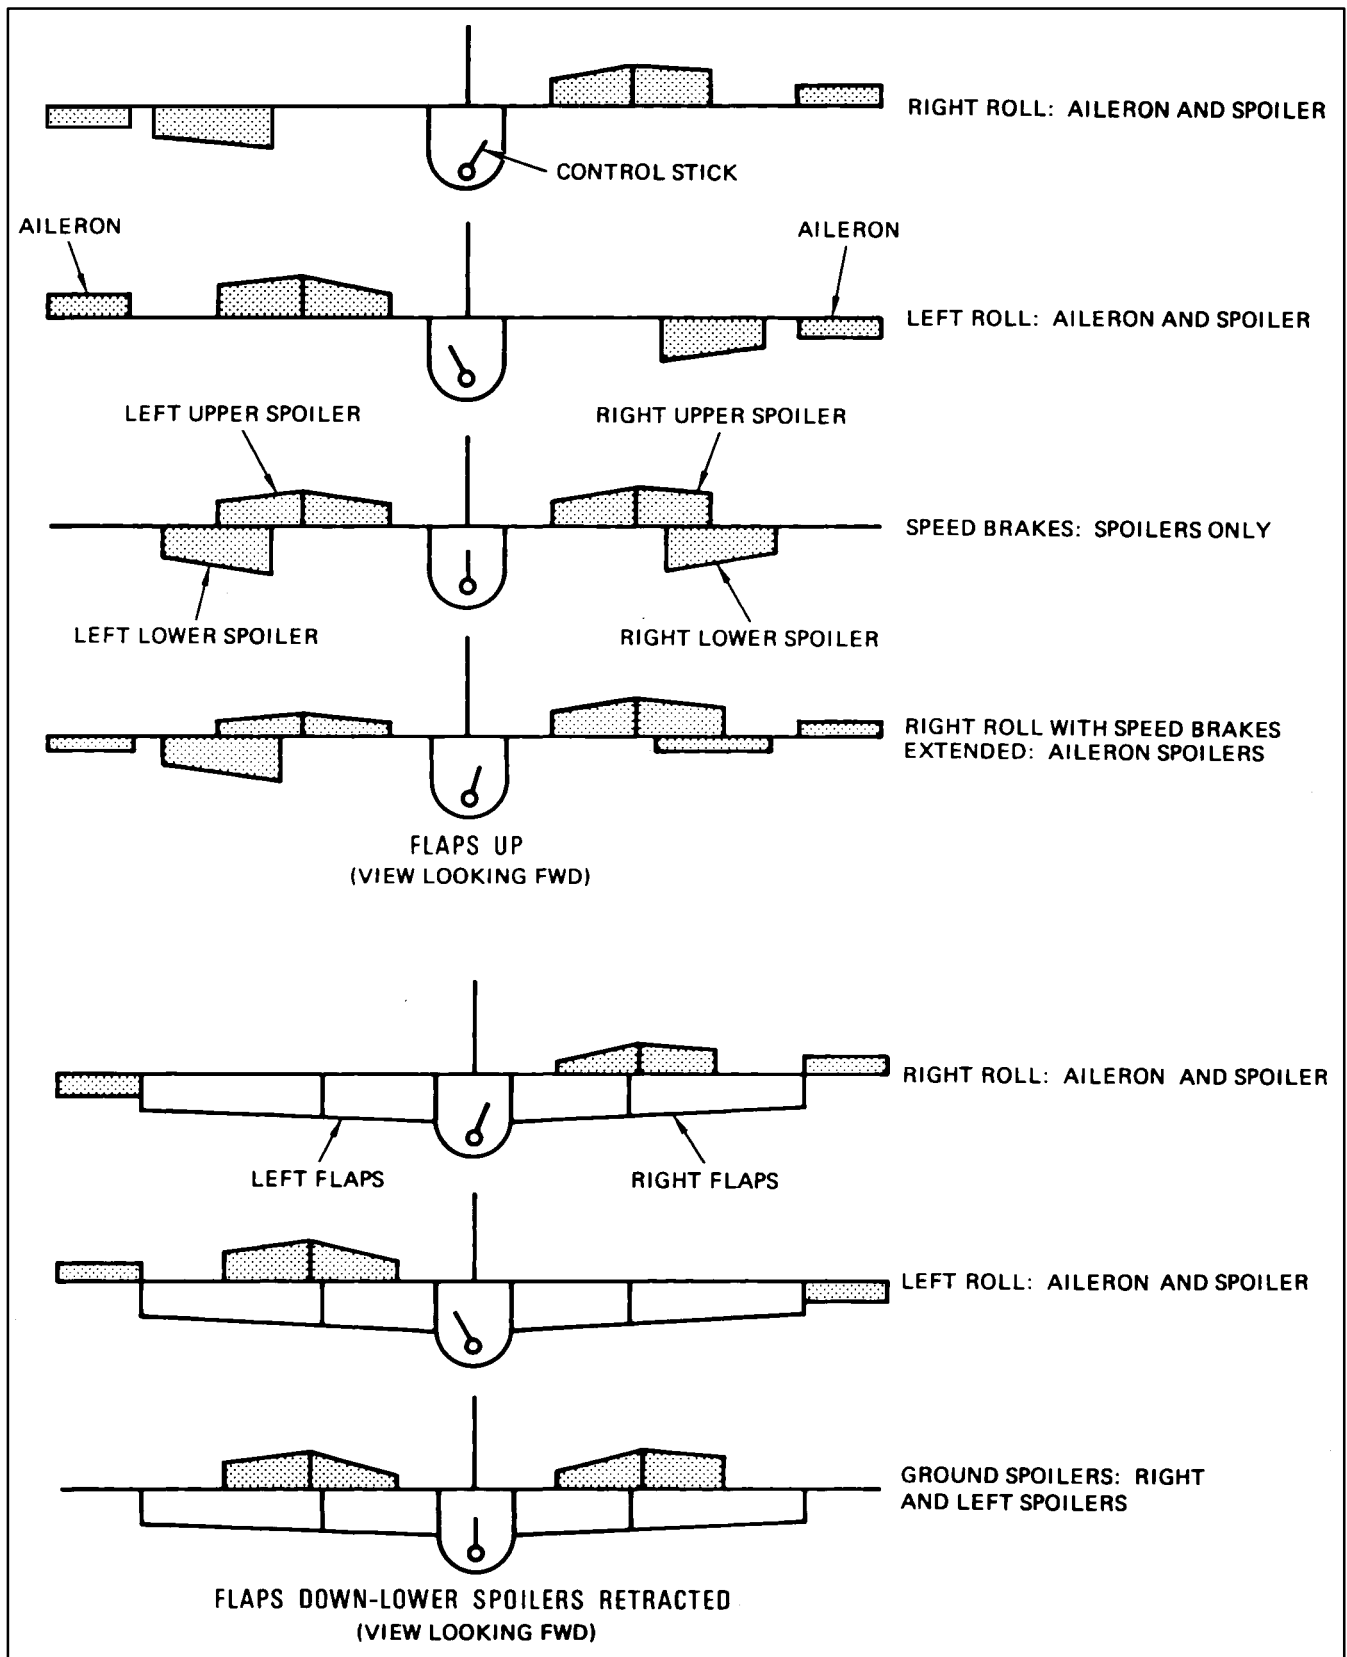 RIGHT ROLL: AILERON AND SPOILER
CONTROL STICK
AILERON
AILERON
LEFT ROLL: AILERON AND SPOILER
LEFT UPPER SPOILER
RIGHT UPPER SPOILER
SPEED BRAKES: SPOILERS ONLY
LEFT LOWER SPOILER
RIGHT LOWER SPOILER
RIGHT ROLL WITH SPEED BRAKES
EXTENDED: AILERON SPOILERS
FLAPS UP
(VIEW LOOKING FWD)
RIGHT ROLL: AILERON AND SPOILER
LEFT FLAPS
RIGHT FLAPS
LEFT ROLL: AILERON AND SPOILER
GROUND SPOILERS: RIGHT
AND LEFT SPOILERS
FLAPS DOWN-LOWER SPOILERS RETRACTED
(VIEW LOOKING FWD)